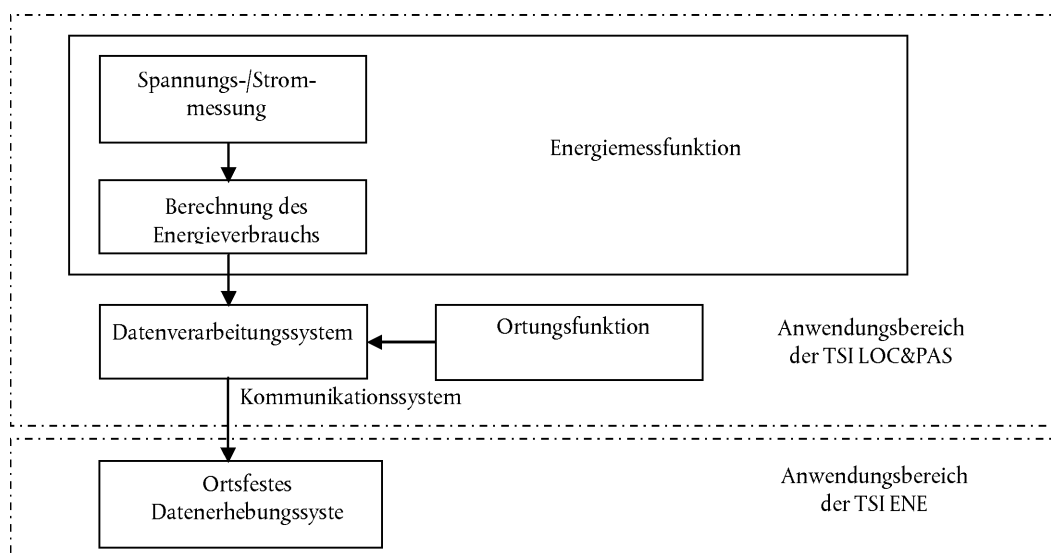 Spannungs-/Strom-
messung
Energiemessfunktion
Berechnung des
Energieverbrauchs
Datenverarbeitungssystem
Ortungsfunktion
Anwendungsbereich
der TSI LOC&PAS
Kommunikationssystem
Ortsfestes
Datenerhebungssyste
Anwendungsbereich
der TSI ENE